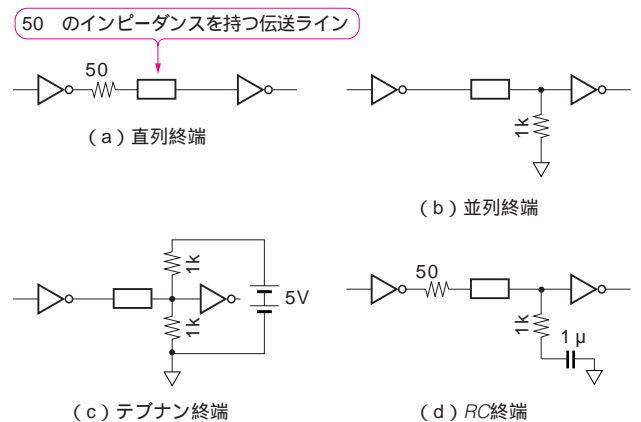 50　のインピーダンスを持つ伝送ライン
50
(a)直列終端
1k
(b)並列終端
1k
1k
5V
(c)テブナン終端
50
1k
1μ
(d)RC終端